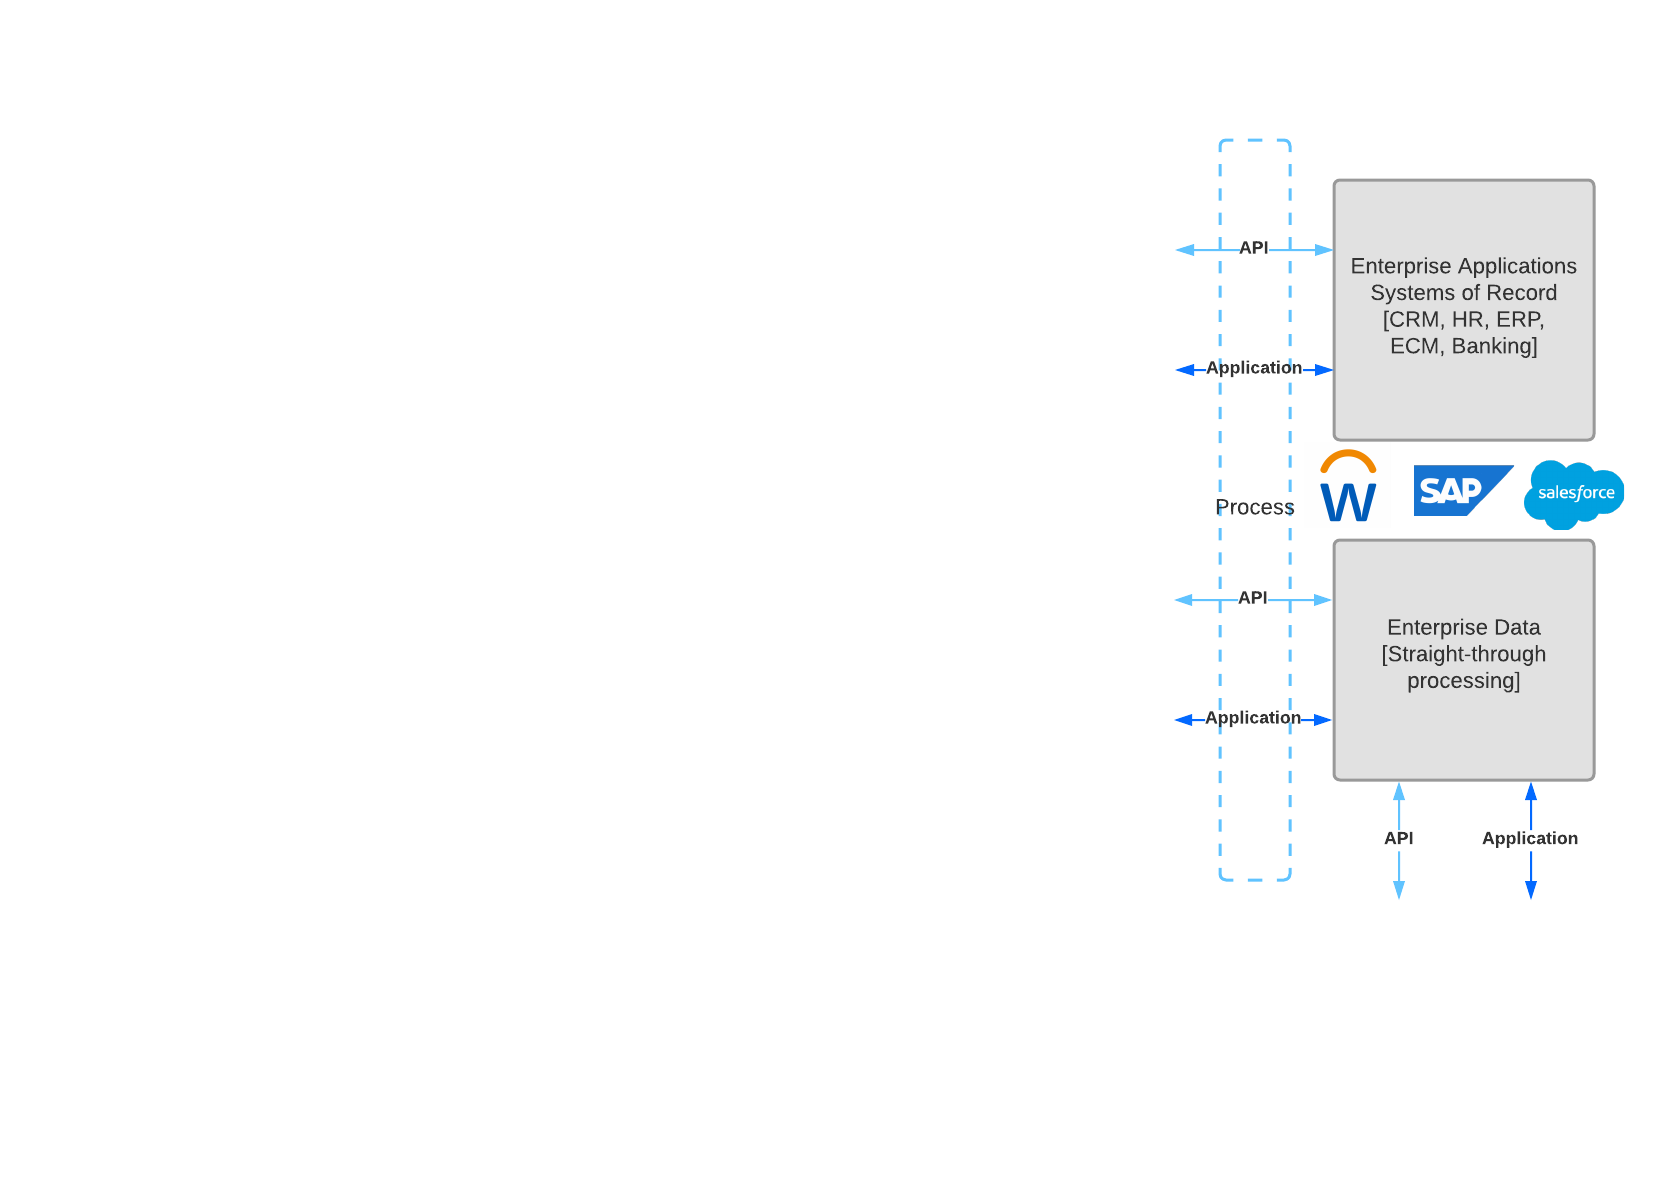 API
Enterprise Applications
Systems of Record
[CRM, HR, ERP,
ECM, Banking]
Application
W
SAP
salesforce
Process
API
Enterprise Data
[Straight-through
processing]
Application
API
Application